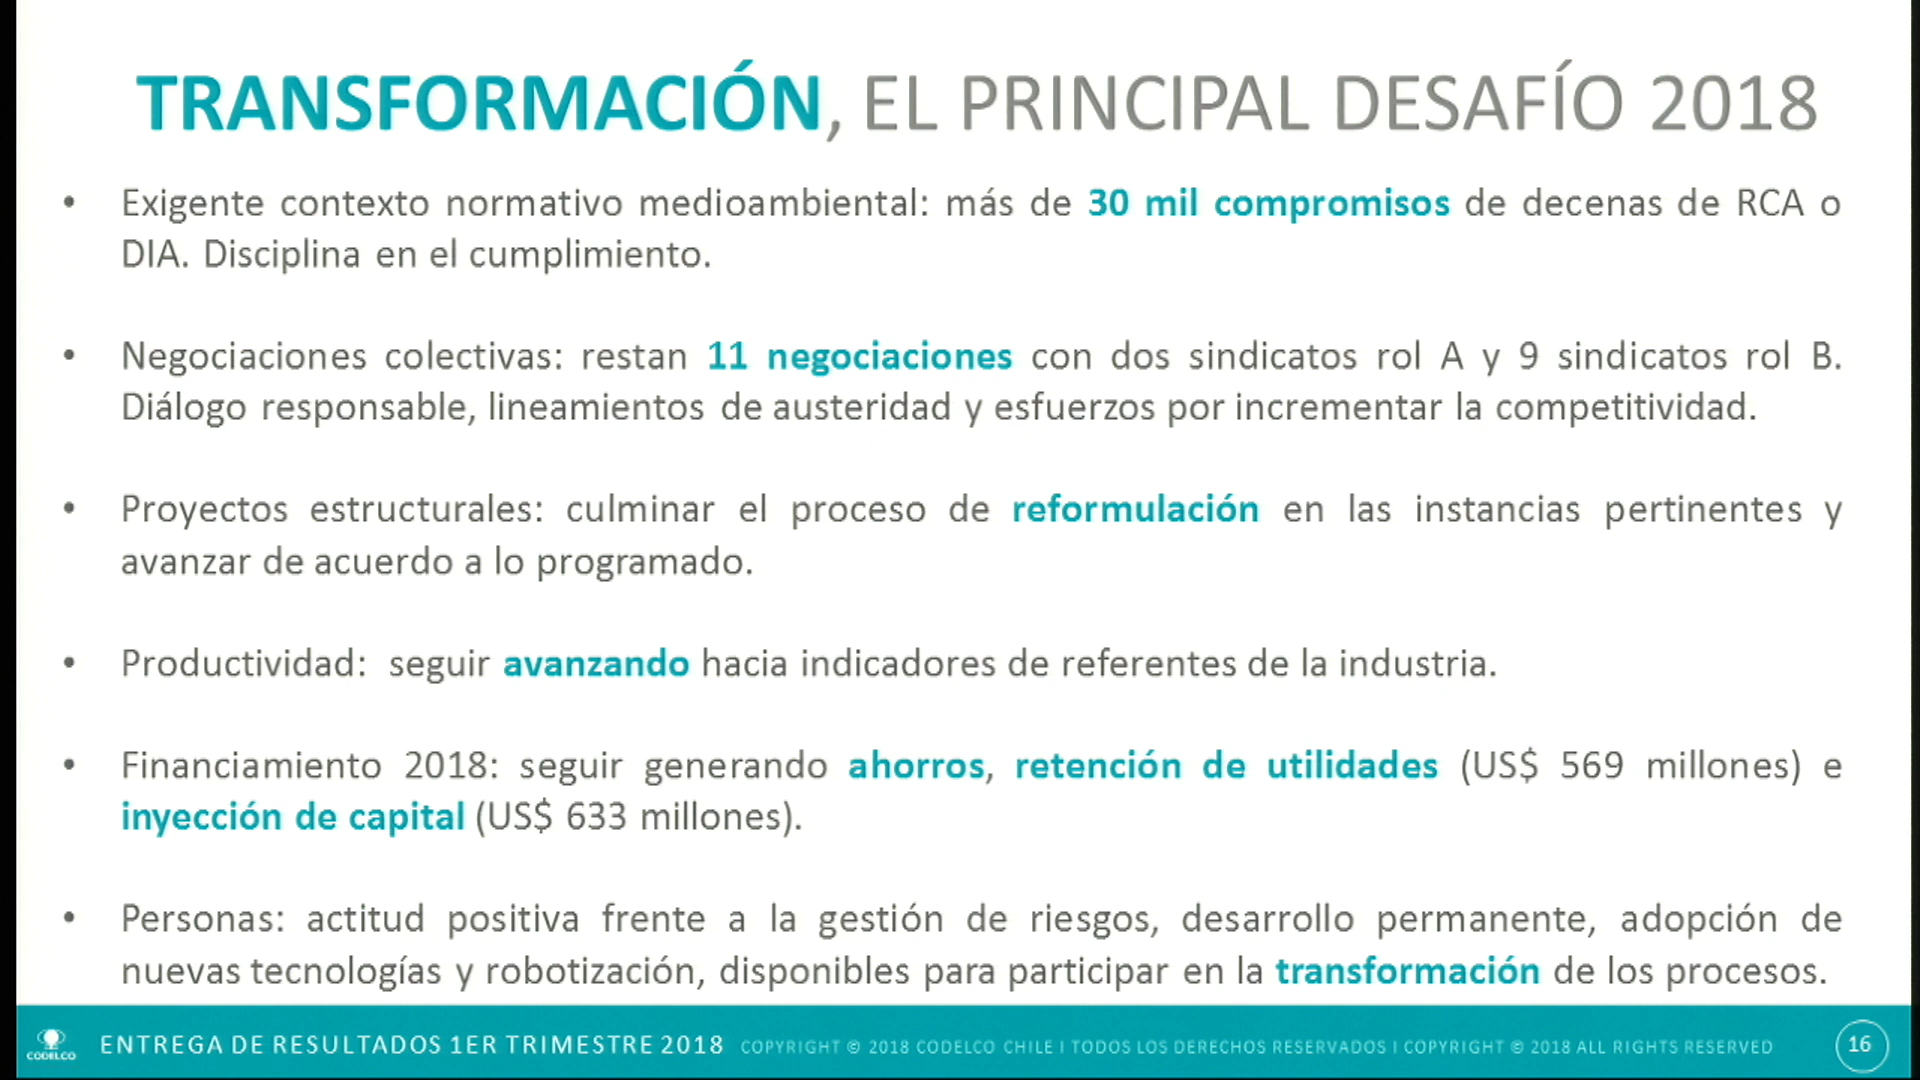 TRANSFORMACIÓN, EL PRINCIPAL DESAFÍO 2018
• Exigente contexto normativo medioambiental: más de 30 mil compromisos de decenas de RCA o
DIA. Disciplina en el cumplimiento.
• Negociaciones colectivas: restan 11 negociaciones con dos sindicatos rol A y 9 sindicatos rol B.
Diálogo responsable, lineamientos de austeridad y esfuerzos por incrementar la competitividad.
• Proyectos estructurales: culminar el proceso de reformulación en las instancias pertinentes y
avanzar de acuerdo a lo programado.
• Productividad: seguir avanzando hacia indicadores de referentes de la industria.
• Financiamiento 2018: seguir generando ahorros, retención de utilidades (US$ 569 millones) e
inyección de capital (US$ 633 millones).
• Personas: actitud positiva frente a la gestión de riesgos, desarrollo permanente, adopción de
nuevas tecnologías y robotización, disponibles para participar en la transformación de los procesos.
CODELCO
ENTREGA DE RESULTADOS 1ER TRIMESTRE 2018 COPYRIGHT © 2018 CODELCO CHILE I TODOS LOS DERECHOS RESERVADOS I COPYRIGHT © 2018 ALL RIGHTS RESERVED
16